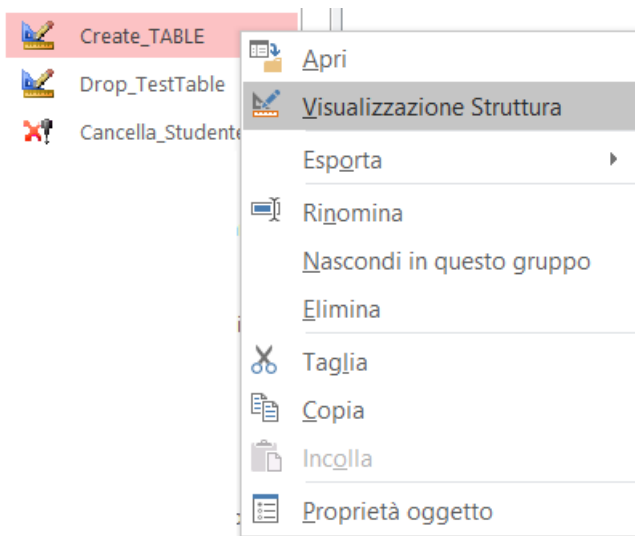 Create_TABLE
Drop_TestTable
Cancella_Studente
Apri
Visualizzazione Struttura
Esporta
Rinomina
Nascondi in questo gruppo
Elimina
Taglia
Copia
Incolla
Proprietà oggetto